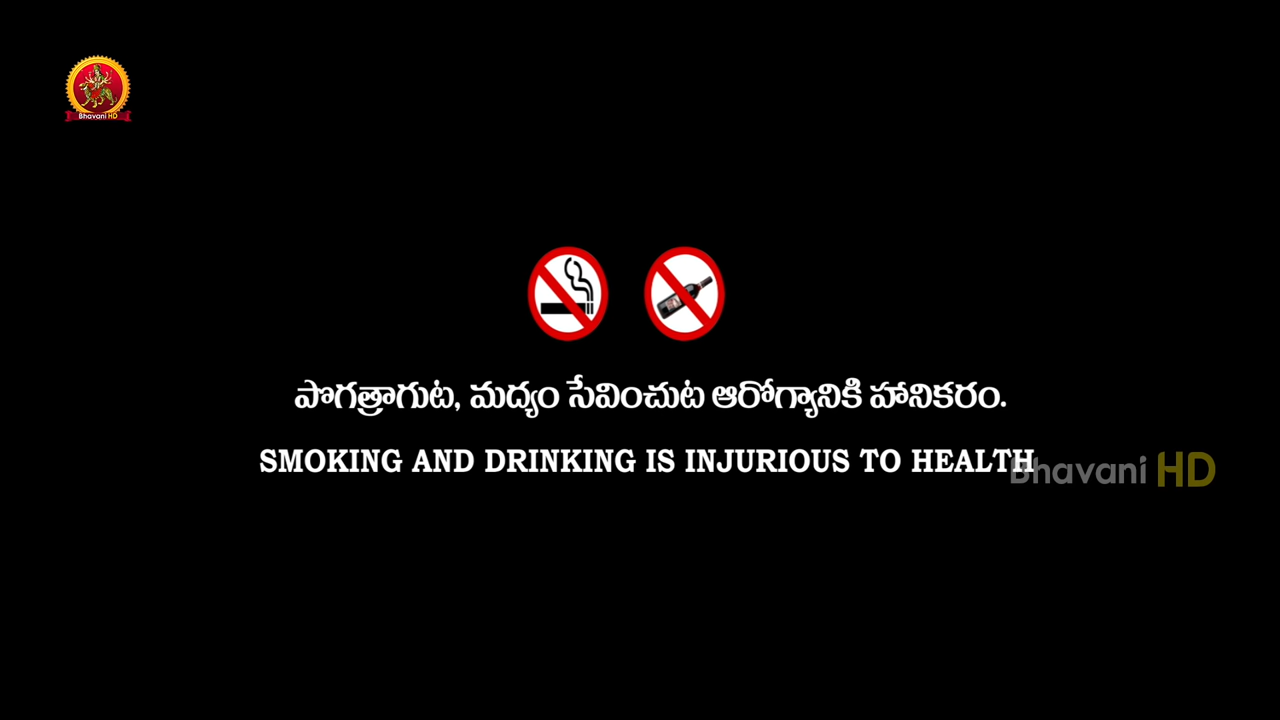 Bhavani HD
పొగత్రాగుట, మద్యం సేవించుట ఆరోగ్యానికి హానికరం.
SMOKING AND DRINKING IS INJURIOUS TO HEALTH
Bhavani HD